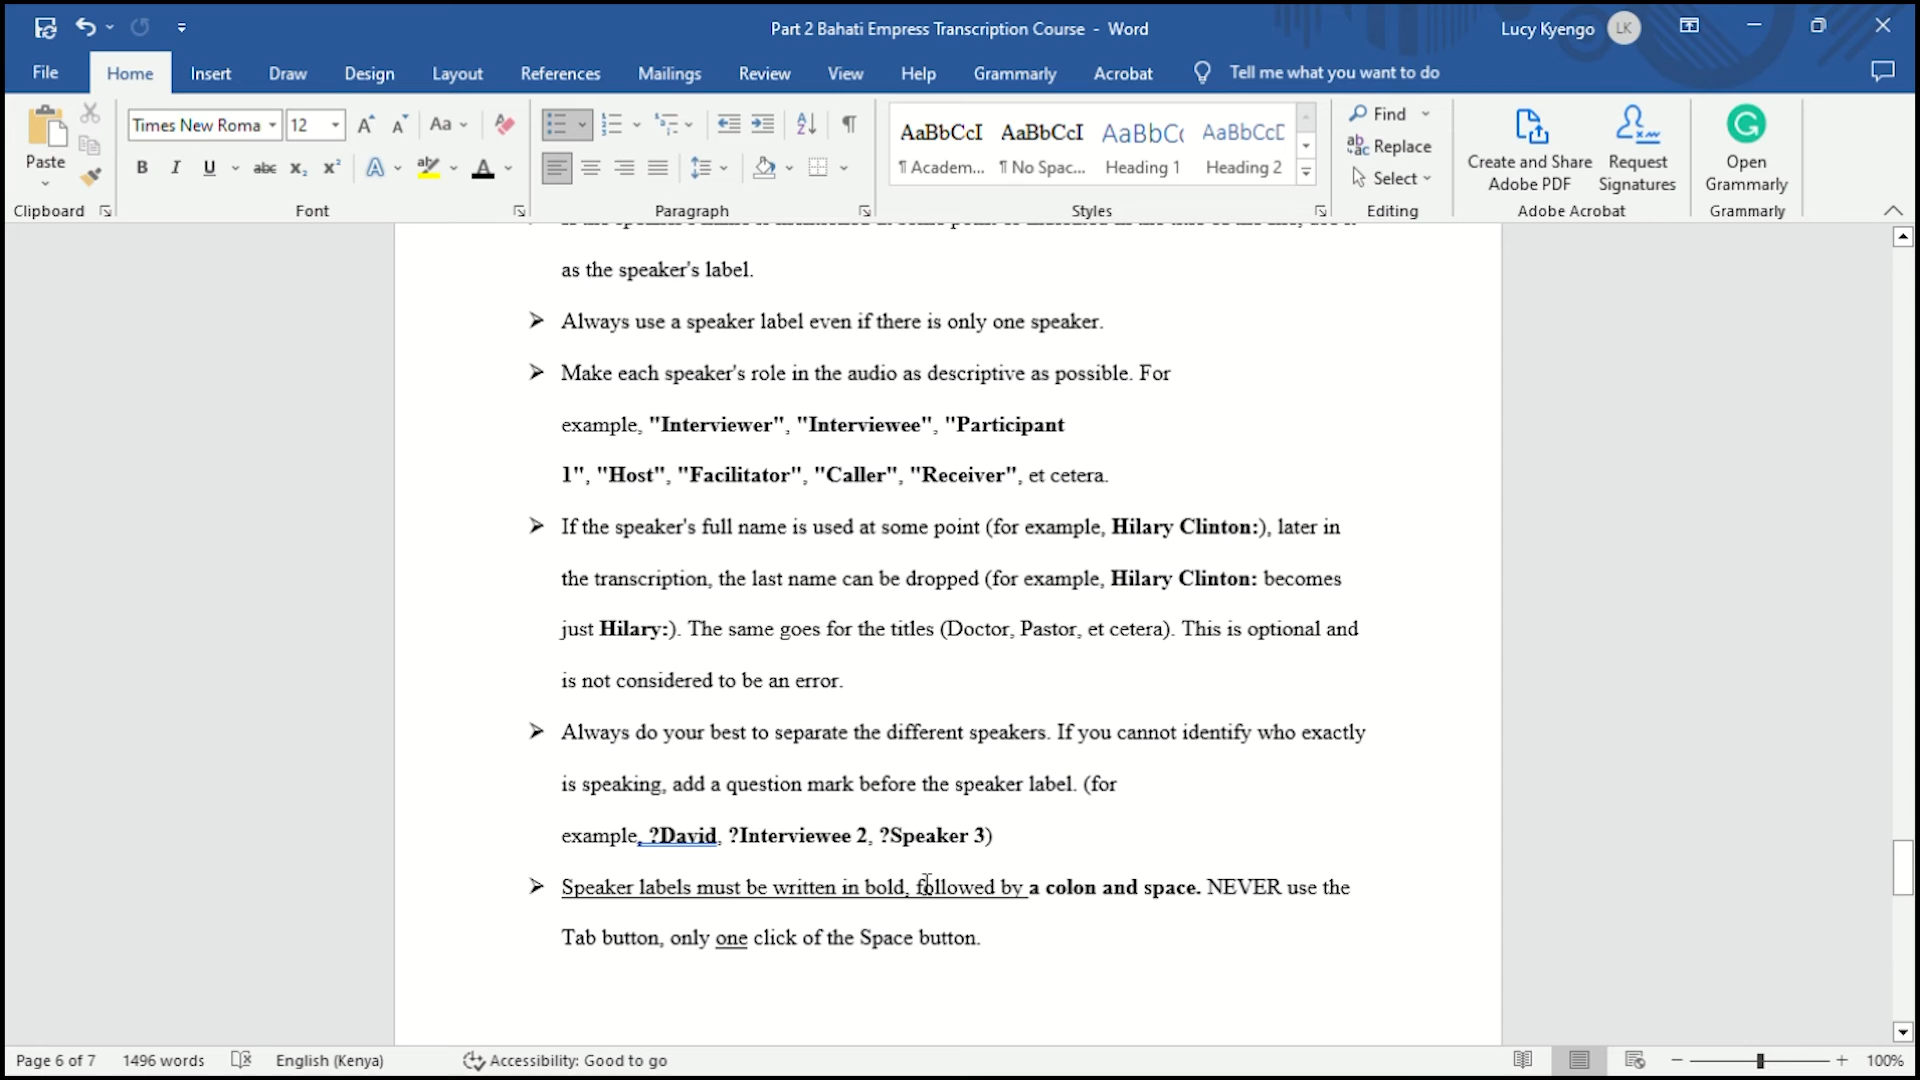 Part 2 Bahati Empress Transcription Course - Word
Lucy Kyengo
LK
File
Home
Insert
Draw
Design
Layout
References
Mailings
Review
View
Help
Grammarly
Acrobat
Tell me what you want to do
Paste
Clipboard
Times New Roma
12
Font
Paragraph
AaBbCcI
¶ Academ...
AaBbCcI
¶ No Spac...
AaBbC
Heading 1
AaBbCcD
Heading 2
Styles
Find
Replace
Select
Editing
Create and Share
Adobe PDF
Request
Signatures
Adobe Acrobat
Open
Grammarly
Grammarly
as the speaker's label.
➢ Always use a speaker label even if there is only one speaker.
➢ Make each speaker's role in the audio as descriptive as possible. For
example, "Interviewer", "Interviewee", "Participant
1", "Host", "Facilitator", "Caller", "Receiver", et cetera.
➢ If the speaker's full name is used at some point (for example, Hilary Clinton:), later in
the transcription, the last name can be dropped (for example, Hilary Clinton: becomes
just Hilary:). The same goes for the titles (Doctor, Pastor, et cetera). This is optional and
is not considered to be an error.
➢ Always do your best to separate the different speakers. If you cannot identify who exactly
is speaking, add a question mark before the speaker label. (for
example, ?David, ?Interviewee 2, ?Speaker 3)
➢ Speaker labels must be written in bold, followed by a colon and space. NEVER use the
Tab button, only one click of the Space button.
Page 6 of 7
1496 words
English (Kenya)
Accessibility: Good to go
100%